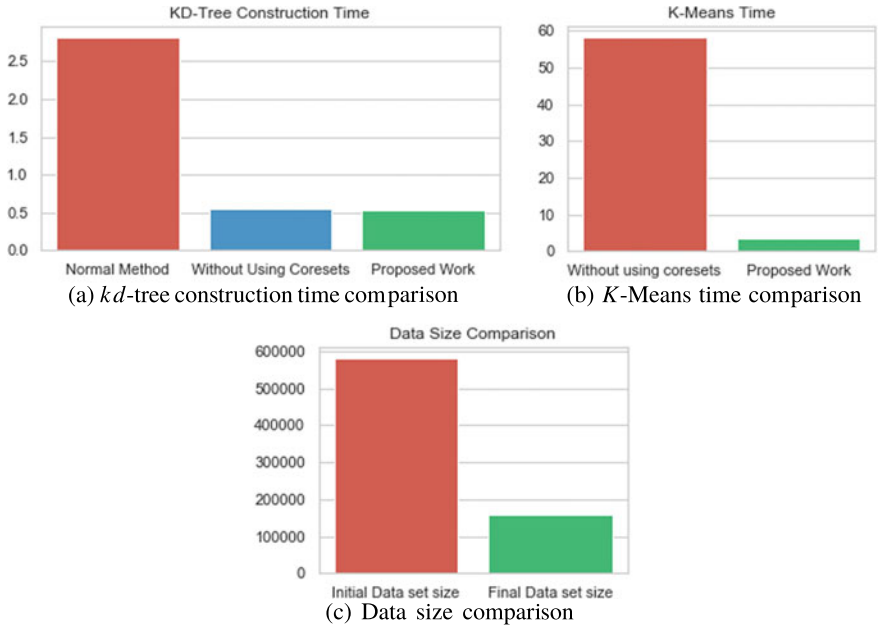 KD-Tree Construction Time
2.5
2.0
1.5
1.0
0.5
0.0
Normal Method Without Using Coresets Proposed Work
(a) kd-tree construction time comparison
K-Means Time
60
50
40
30
20
10
0
Without using coresets Proposed Work
(b) K-Means time comparison
Data Size Comparison
600000
500000
400000
300000
200000
100000
0
Initial Data set size Final Data set size
(c) Data size comparison